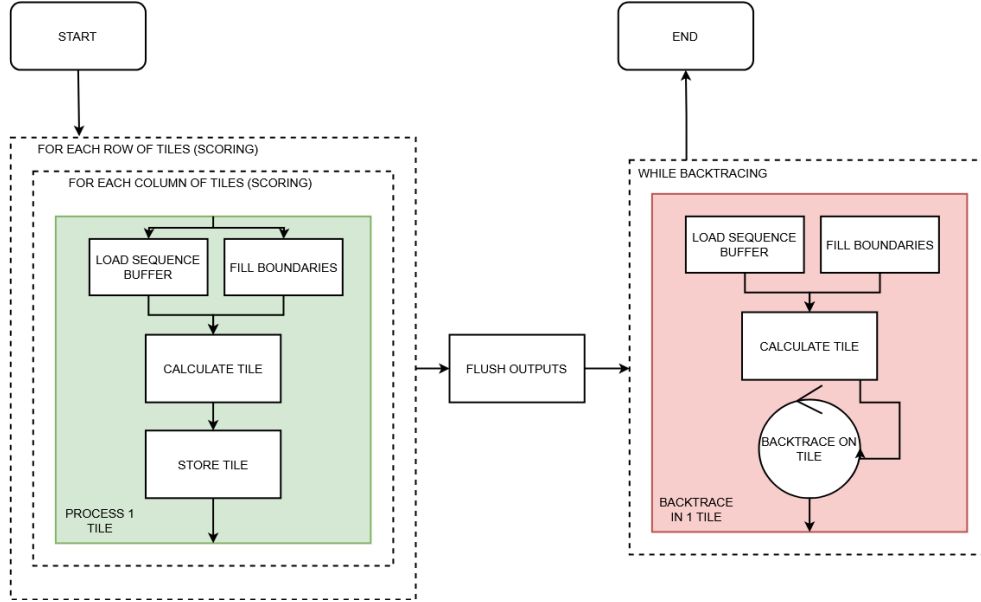 START
END
FOR EACH ROW OF TILES (SCORING)
FOR EACH COLUMN OF TILES (SCORING)
LOAD SEQUENCE
BUFFER
FILL BOUNDARIES
CALCULATE TILE
STORE TILE
PROCESS 1
TILE
FLUSH OUTPUTS
WHILE BACKTRACING
LOAD SEQUENCE
BUFFER
FILL BOUNDARIES
CALCULATE TILE
BACKTRACE ON
TILE
BACKTRACE
IN 1 TILE